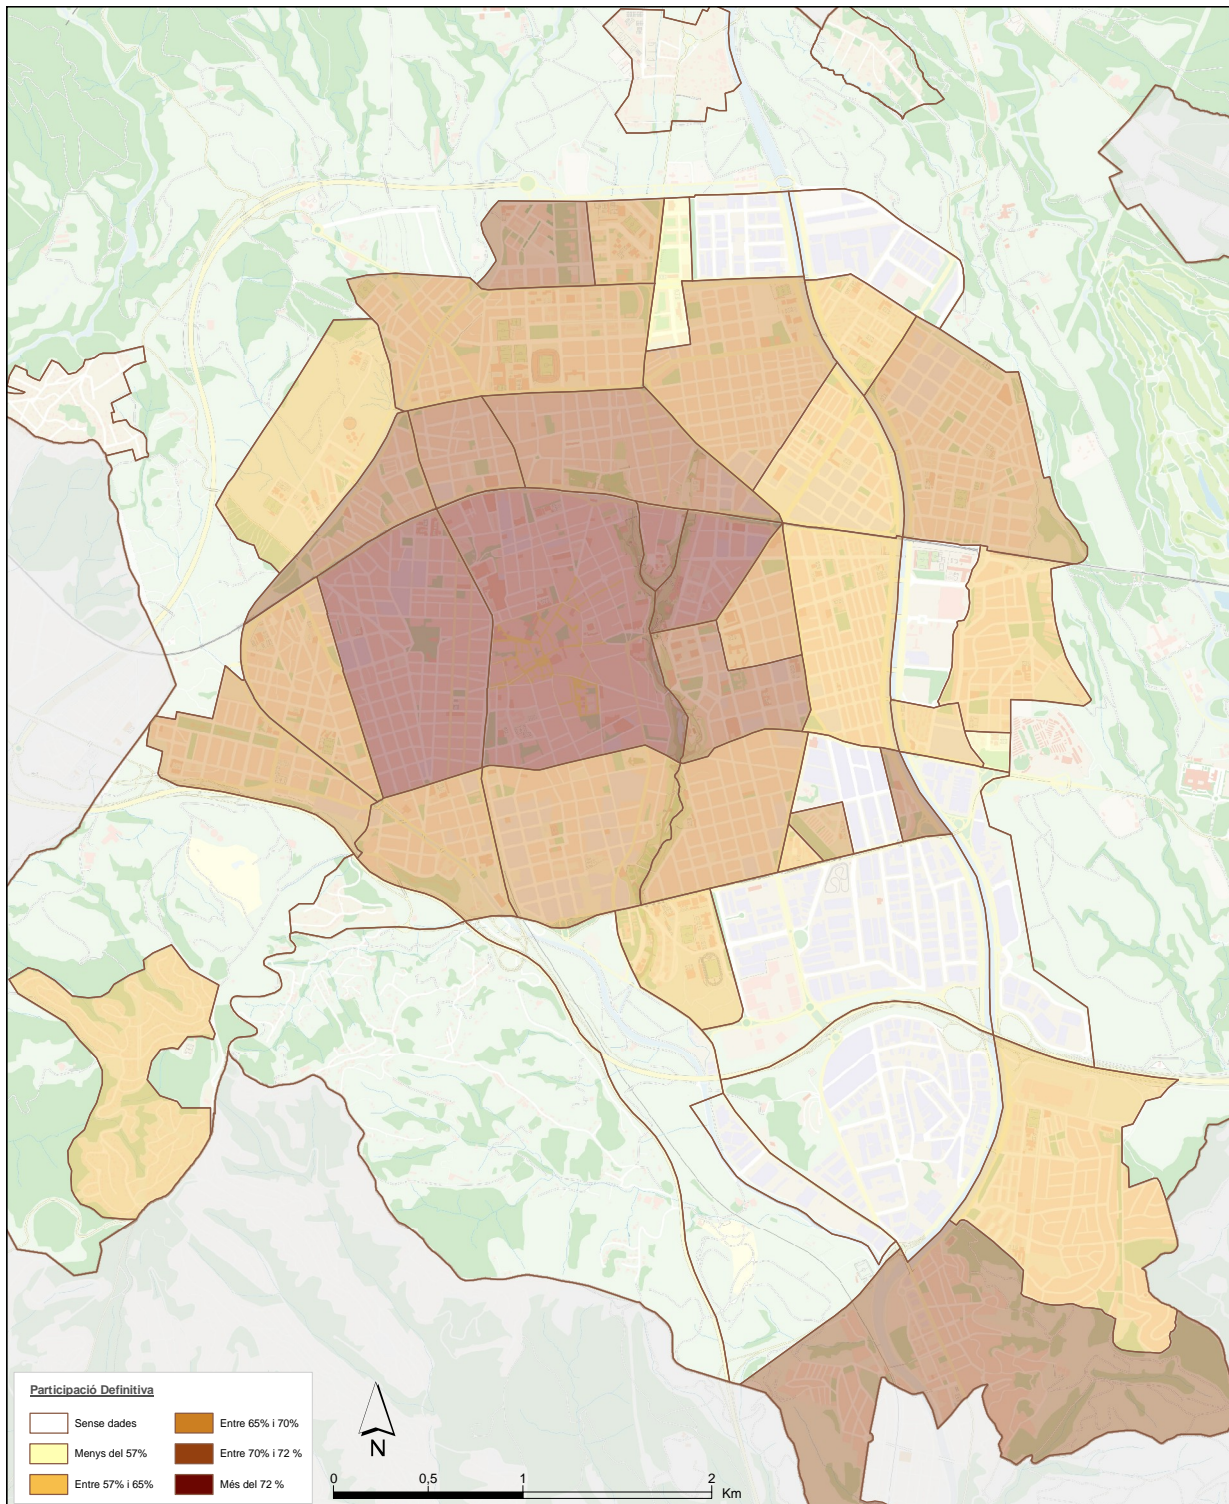 Participació Definitiva
Sense dades
Menys del 57%
Entre 57% i 65%
Entre 65% i 70%
Entre 70% i 72 %
Més del 72 %
N
0 0,5 1 2
Km